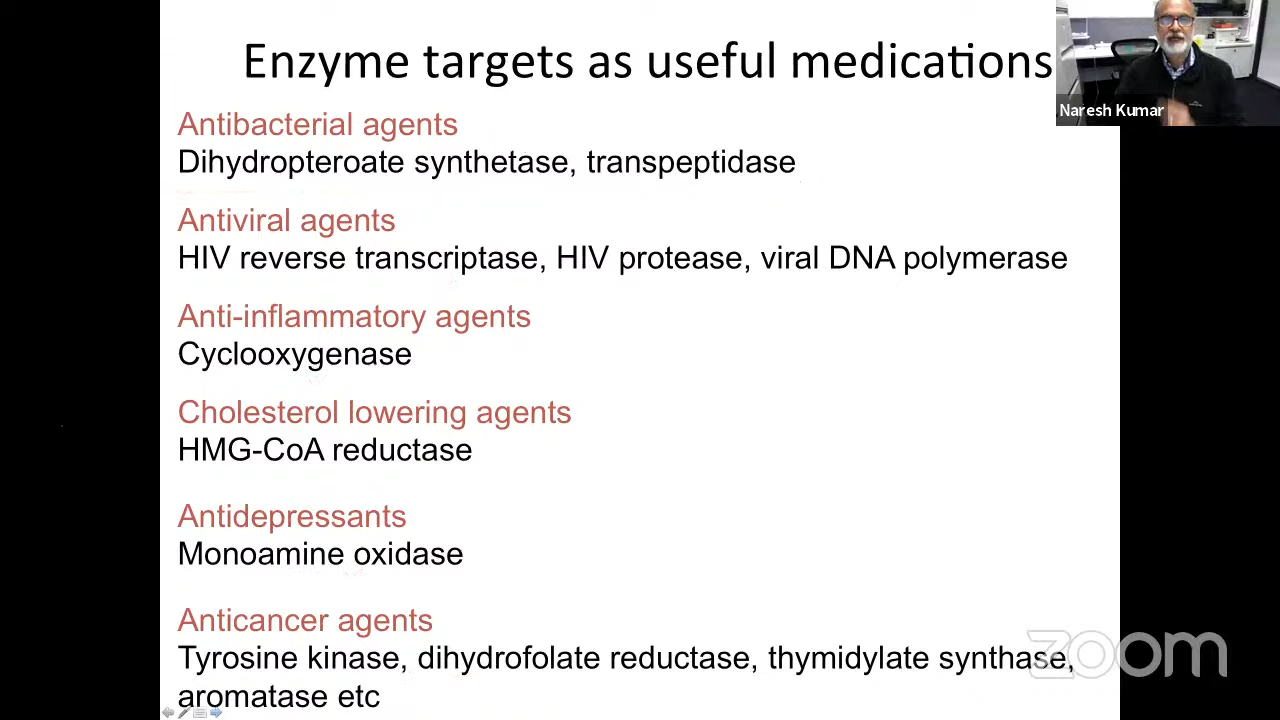 Enzyme targets as useful medications
Naresh Kumar
Antibacterial agents
Dihydropteroate synthetase, transpeptidase
Antiviral agents
HIV reverse transcriptase, HIV protease, viral DNA polymerase
Anti-inflammatory agents
Cyclooxygenase
Cholesterol lowering agents
HMG-CoA reductase
Antidepressants
Monoamine oxidase
Anticancer agents
Tyrosine kinase, dihydrofolate reductase, thymidylate synthase,
aromatase etc
zoom